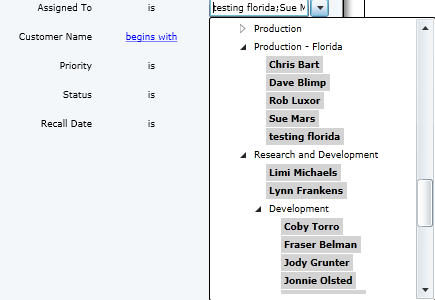 Assigned To is testing florida;Sue M
Production
Customer Name begins with
Production - Florida
Chris Bart
Priority is
Dave Blimp
Status is
Rob Luxor
Sue Mars
Recall Date is
testing florida
Research and Development
Limi Michaels
Lynn Frankens
Development
Coby Torro
Fraser Belman
Jody Grunter
Jonnie Olsted